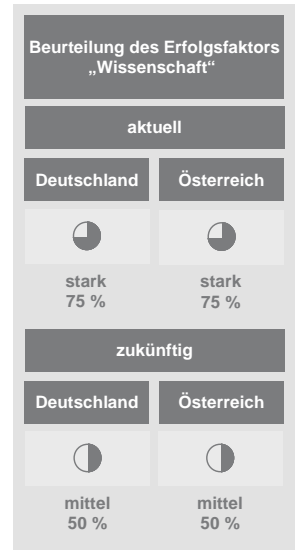 Beurteilung des Erfolgsfaktors
„Wissenschaft“
aktuell
Deutschland Österreich
stark stark
75 % 75 %
zukünftig
Deutschland Österreich
mittel mittel
50 % 50 %